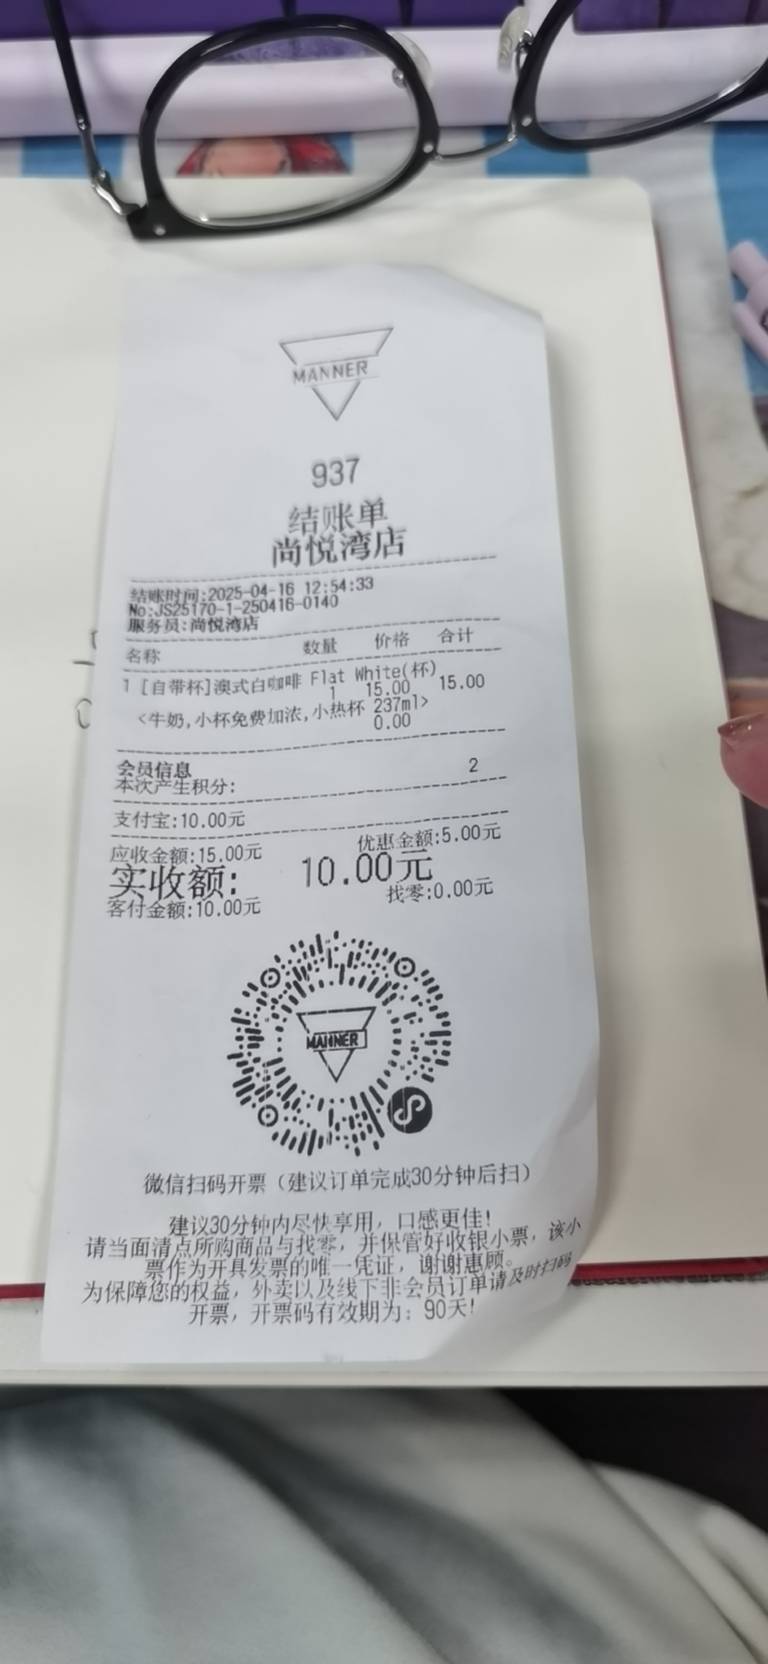 MANNER
937
结账单
尚悦湾店
结账时间:2025-04-16 12:54:33
No:JS25170-1-250416-0140
服务员:尚悦湾店
名称 数量 价格 合计
1 [自带杯]澳式白咖啡 Flat White(杯)
1 15.00 15.00
<牛奶,小杯免费加浓,小热杯 237ml>
0.00
会员信息
本次产生积分: 2
支付宝:10.00元
应收金额:15.00元 优惠金额:5.00元
实收额: 10.00元
客付金额:10.00元 找零:0.00元
MANNER
微信扫码开票（建议订单完成30分钟后扫）
建议30分钟内尽快享用，口感更佳!
请当面清点所购商品与找零，并保管好收银小票，该小
票作为开具发票的唯一凭证，谢谢惠顾。
为保障您的权益，外卖以及线下非会员订单请及时扫码
开票，开票码有效期为：90天!